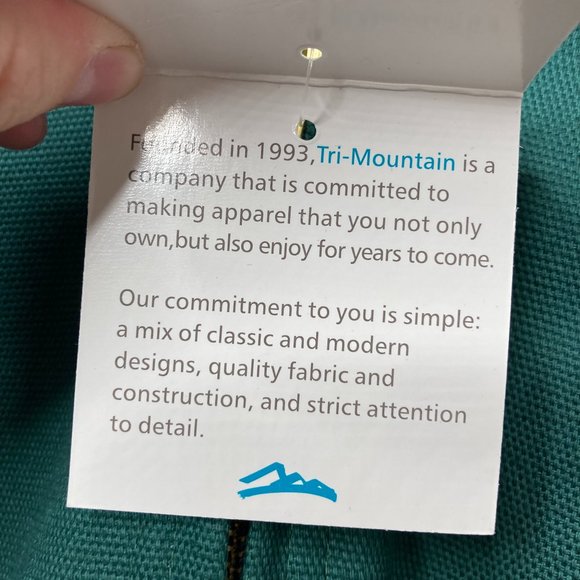 Founded in 1993,Tri-Mountain is a
company that is committed to
making apparel that you not only
own,but also enjoy for years to come.
Our commitment to you is simple:
a mix of classic and modern
designs, quality fabric and
construction, and strict attention
to detail.